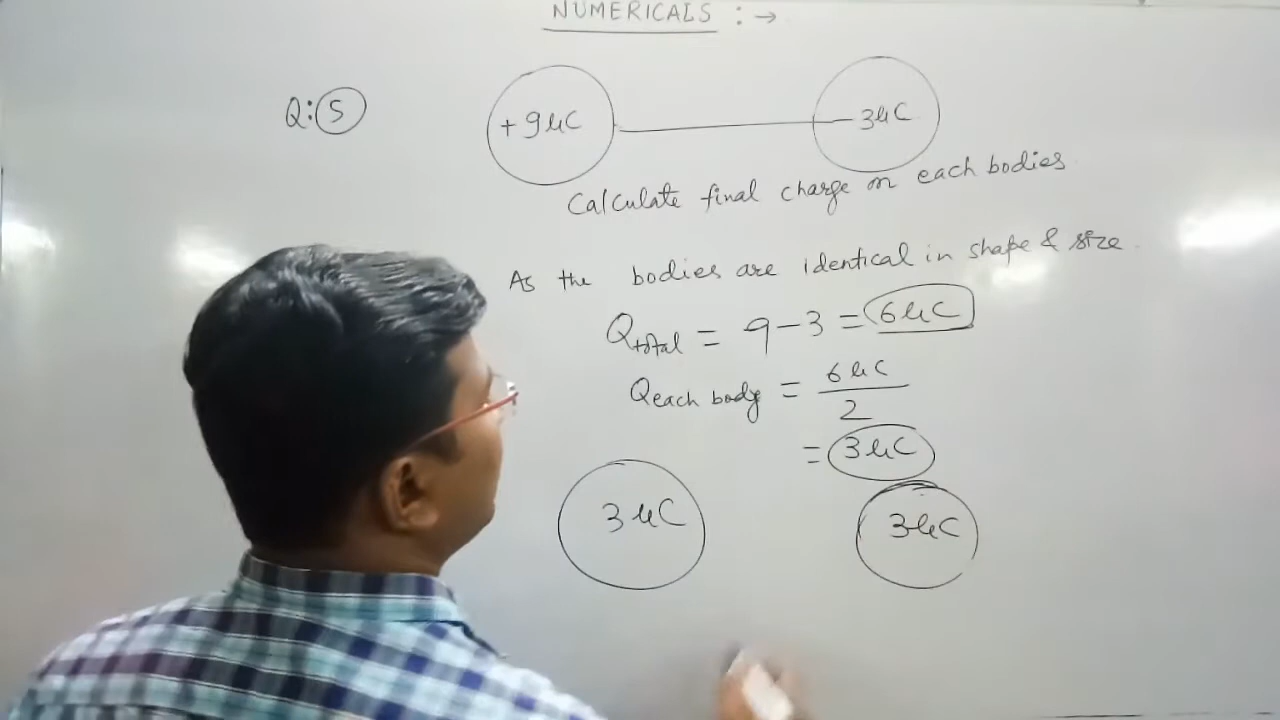 NUMERICALS : →
Q: 5
+9μC
-3μC
Calculate final charge on each bodies
As the bodies are identical in shape & size
Qtotal = 9-3 = 6μC
Qeach body = 6μC/2
= 3μC
3μC
3μC